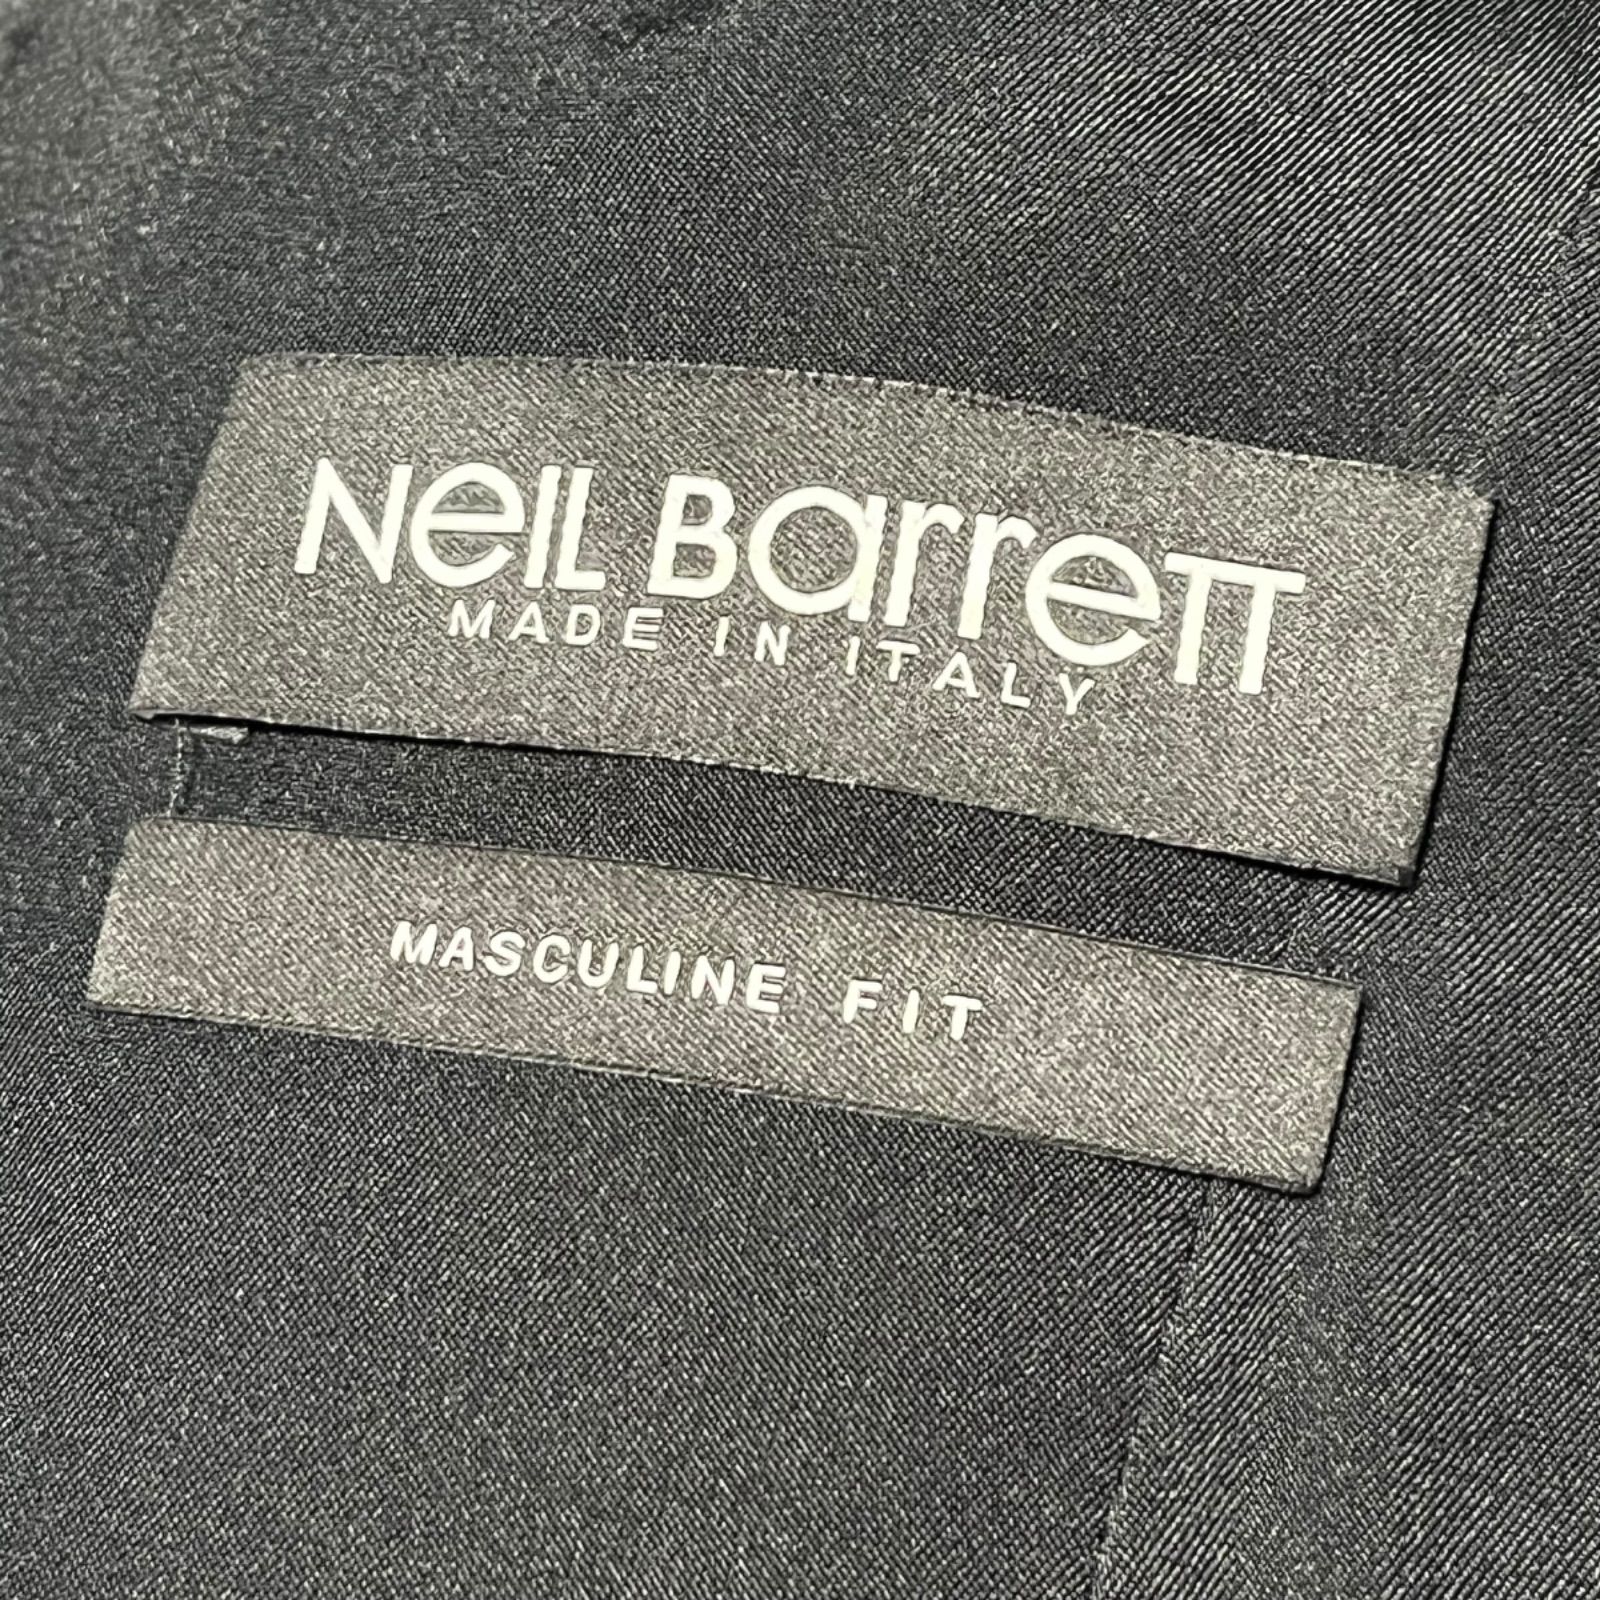 Neil Barrett
MADE IN ITALY
MASCULINE FIT